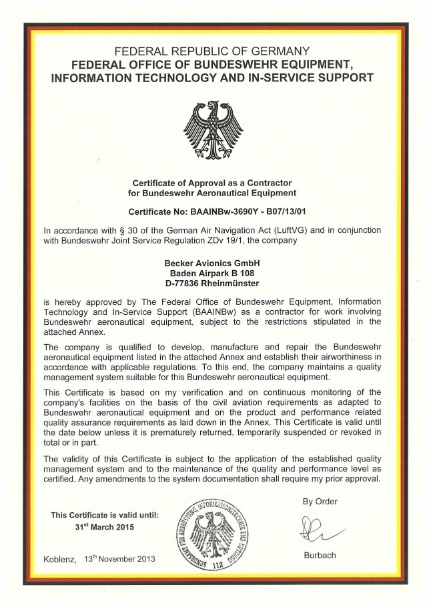 FEDERAL REPUBLIC OF GERMANY
FEDERAL OFFICE OF BUNDESWEHR EQUIPMENT,
INFORMATION TECHNOLOGY AND IN-SERVICE SUPPORT
Certificate of Approval as a Contractor
for Bundeswehr Aeronautical Equipment
Certificate No: BAAINBw-3690Y - B07/13/01
In accordance with § 30 of the German Air Navigation Act (LuftVG) and in conjunction
with Bundeswehr Joint Service Regulation ZDv 19/1, the company
Becker Avionics GmbH
Baden Airpark B 108
D-77836 Rheinmünster
is hereby approved by The Federal Office of Bundeswehr Equipment, Information
Technology and In-Service Support (BAAINBw) as a contractor for work involving
Bundeswehr aeronautical equipment, subject to the restrictions stipulated in the
attached Annex.
The company is qualified to develop, manufacture and repair the Bundeswehr
aeronautical equipment listed in the attached Annex and establish their airworthiness in
accordance with applicable regulations. To this end, the company maintains a quality
management system suitable for this Bundeswehr aeronautical equipment.
This Certificate is based on my verification and on continuous monitoring of the
company's facilities on the basis of the civil aviation requirements as adapted to
Bundeswehr aeronautical equipment and on the product and performance related
quality assurance requirements as laid down in the Annex. This Certificate is valid until
the date below unless it is prematurely returned, temporarily suspended or revoked in
total or in part.
The validity of this Certificate is subject to the application of the established quality
management system and to the maintenance of the quality and performance level as
certified. Any amendments to the system documentation shall require my prior approval.
This Certificate is valid until:
31st March 2015
By Order
112
Koblenz, 13th November 2013
Burbach